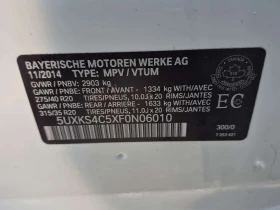 BAYERISCHE MOTOREN WERKE AG
11/2014 TYPE: MPV / VTUM
GVWR / PNBV: 2903 kg
GAWR / PNBE FRONT/AVANT - 1334 kg WITH/AVEC
275/40 R20 TIRES/PNEUS, 10.0J x 20 RIMS/JANTES
GAWR / PNBE REAR/ARRIERE - 1633 kg WITH/AVEC
315/35 R20 TIRES/PNEUS, 11.0J x 20 RIMS/JANTES
EC
5UXKS4C5XF0N06010
300/0